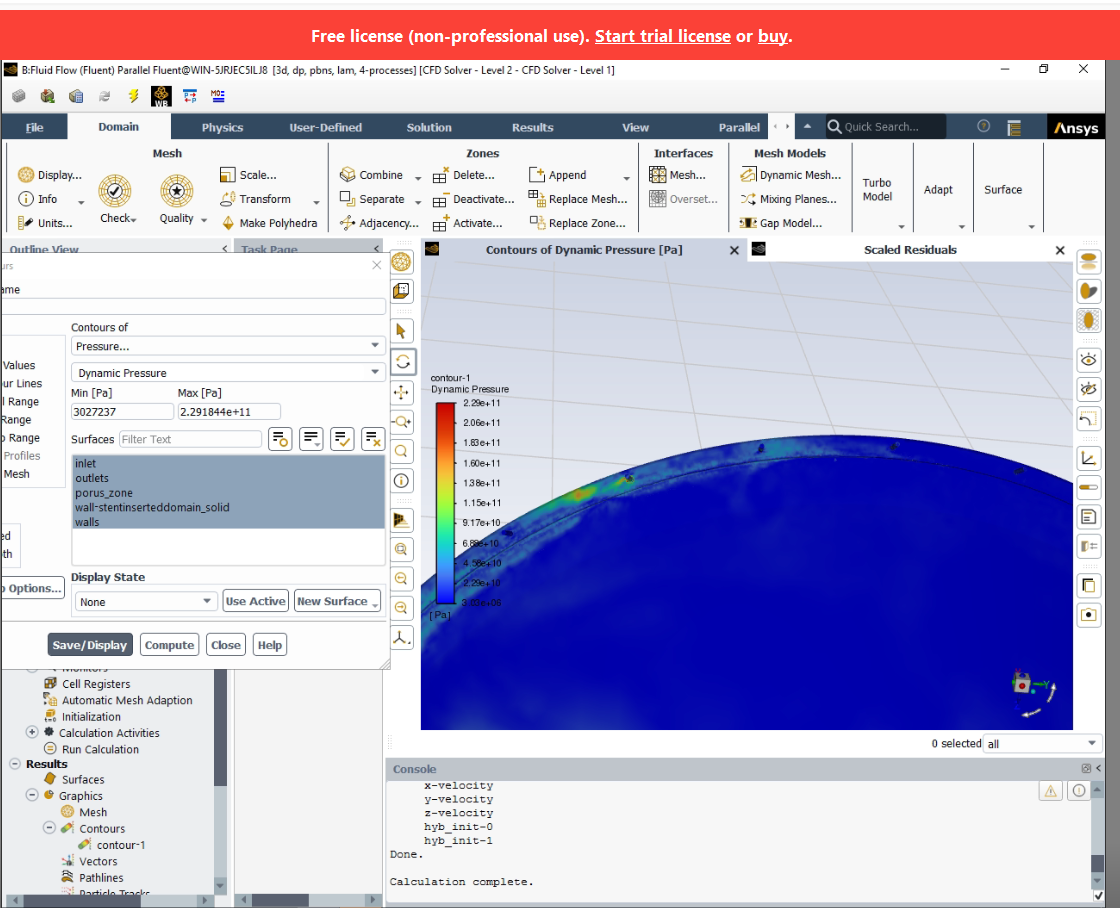 Free license (non-professional use). Start trial license or buy.
B:Fluid Flow (Fluent) Parallel Fluent@WIN-5JRJEC5ILJ8 [3d, dp, pbns, lam, 4-processes] [CFD Solver - Level 2 - CFD Solver - Level 1]
WB
File Domain Physics User-Defined Solution Results View Parallel Quick Search... Ansys
Mesh Zones Interfaces Mesh Models
Display... Scale... Combine Delete... Append Mesh... Dynamic Mesh...
Info Transform Separate Deactivate... Replace Mesh... Overset... Mixing Planes...
Units... Check Quality Make Polyhedra Adjacency... Activate... Replace Zone... Gap Model...
Turbo Model Adapt Surface
Outline View Task Page
Contours of Dynamic Pressure [Pa] Scaled Residuals
urs
ame
Contours of
Pressure...
Values Dynamic Pressure
ur Lines Min [Pa] Max [Pa]
l Range 3027237 2.291844e+11
Range
o Range Surfaces Filter Text
Profiles
Mesh
inlet
outlets
porus_zone
wall-stentinserteddomain_solid
walls
ed
th
Options... Display State
None Use Active New Surface
Save/Display Compute Close Help
contour-1
Dynamic Pressure
2.29e+11
2.06e+11
1.83e+11
1.60e+11
1.38e+11
1.15e+11
9.17e+10
6.88e+10
4.58e+10
2.29e+10
3.03e+06
[Pa]
Y
0 selected all
Monitors
Cell Registers
Automatic Mesh Adaption
Initialization
Calculation Activities
Run Calculation
Results
Surfaces
Graphics
Mesh
Contours
contour-1
Vectors
Pathlines
Particle Tracks
Console
x-velocity
y-velocity
z-velocity
hyb_init-0
hyb_init-1
Done.
Calculation complete.